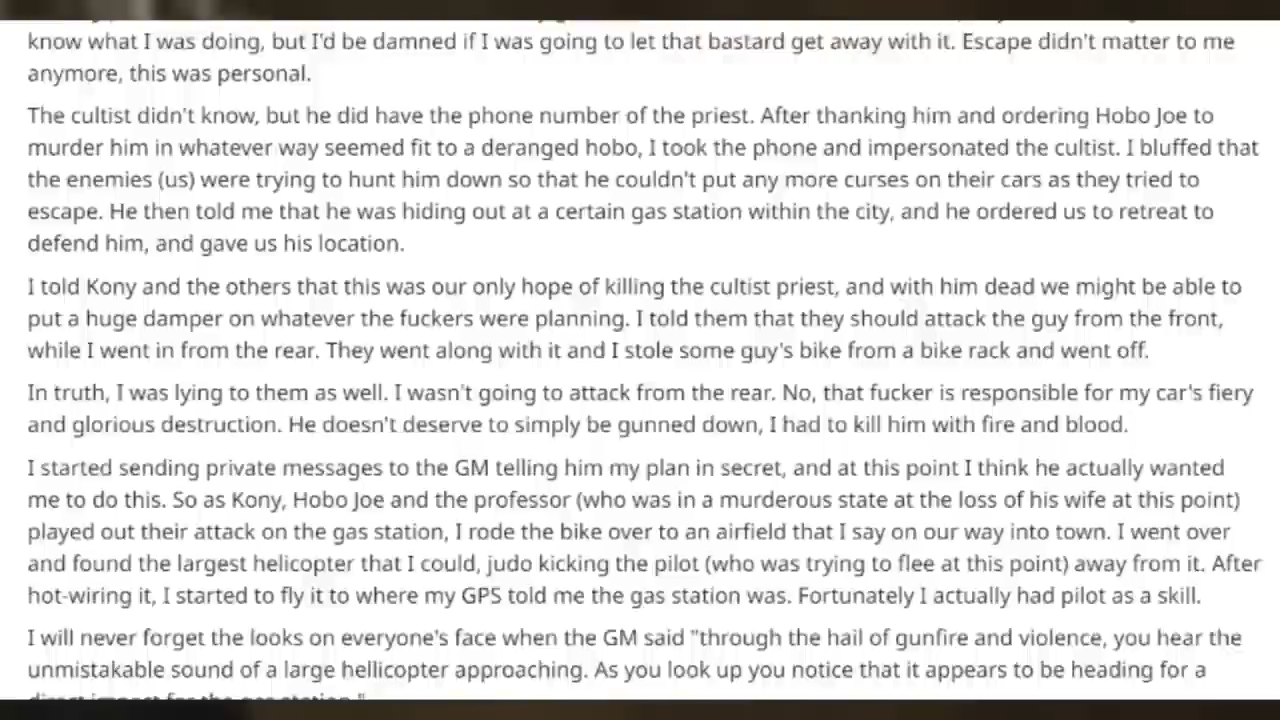 know what I was doing, but I'd be damned if I was going to let that bastard get away with it. Escape didn't matter to me
anymore, this was personal.
The cultist didn't know, but he did have the phone number of the priest. After thanking him and ordering Hobo Joe to
murder him in whatever way seemed fit to a deranged hobo, I took the phone and impersonated the cultist. I bluffed that
the enemies (us) were trying to hunt him down so that he couldn't put any more curses on their cars as they tried to
escape. He then told me that he was hiding out at a certain gas station within the city, and he ordered us to retreat to
defend him, and gave us his location.
I told Kony and the others that this was our only hope of killing the cultist priest, and with him dead we might be able to
put a huge damper on whatever the fuckers were planning. I told them that they should attack the guy from the front,
while I went in from the rear. They went along with it and I stole some guy's bike from a bike rack and went off.
In truth, I was lying to them as well. I wasn't going to attack from the rear. No, that fucker is responsible for my car's fiery
and glorious destruction. He doesn't deserve to simply be gunned down, I had to kill him with fire and blood.
I started sending private messages to the GM telling him my plan in secret, and at this point I think he actually wanted
me to do this. So as Kony, Hobo Joe and the professor (who was in a murderous state at the loss of his wife at this point)
played out their attack on the gas station, I rode the bike over to an airfield that I say on our way into town. I went over
and found the largest helicopter that I could, judo kicking the pilot (who was trying to flee at this point) away from it. After
hot-wiring it, I started to fly it to where my GPS told me the gas station was. Fortunately I actually had pilot as a skill.
I will never forget the looks on everyone's face when the GM said "through the hail of gunfire and violence, you hear the
unmistakable sound of a large hellicopter approaching. As you look up you notice that it appears to be heading for a
direct impact for the gas station."